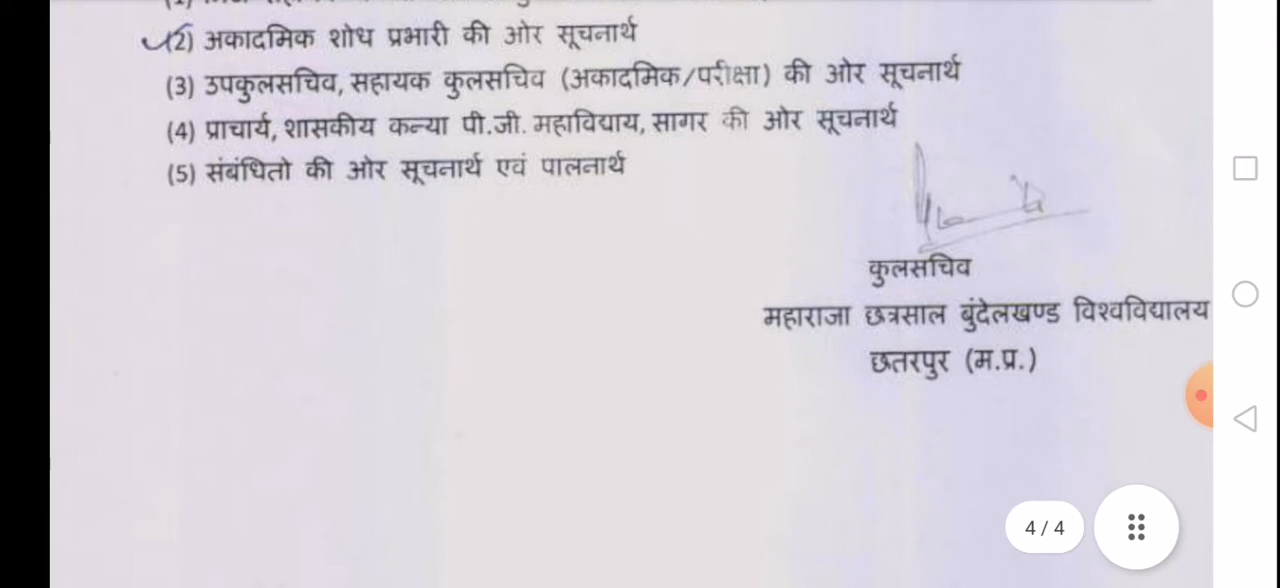 (2) अकादमिक शोध प्रभारी की ओर सूचनार्थ
(3) उपकुलसचिव, सहायक कुलसचिव (अकादमिक/परीक्षा) की ओर सूचनार्थ
(4) प्राचार्य, शासकीय कन्या पी.जी. महाविद्याय, सागर की ओर सूचनार्थ
(5) संबंधितो की ओर सूचनार्थ एवं पालनार्थ
कुलसचिव
महाराजा छत्रसाल बुंदेलखण्ड विश्वविद्यालय
छतरपुर (म.प्र.)
4 / 4